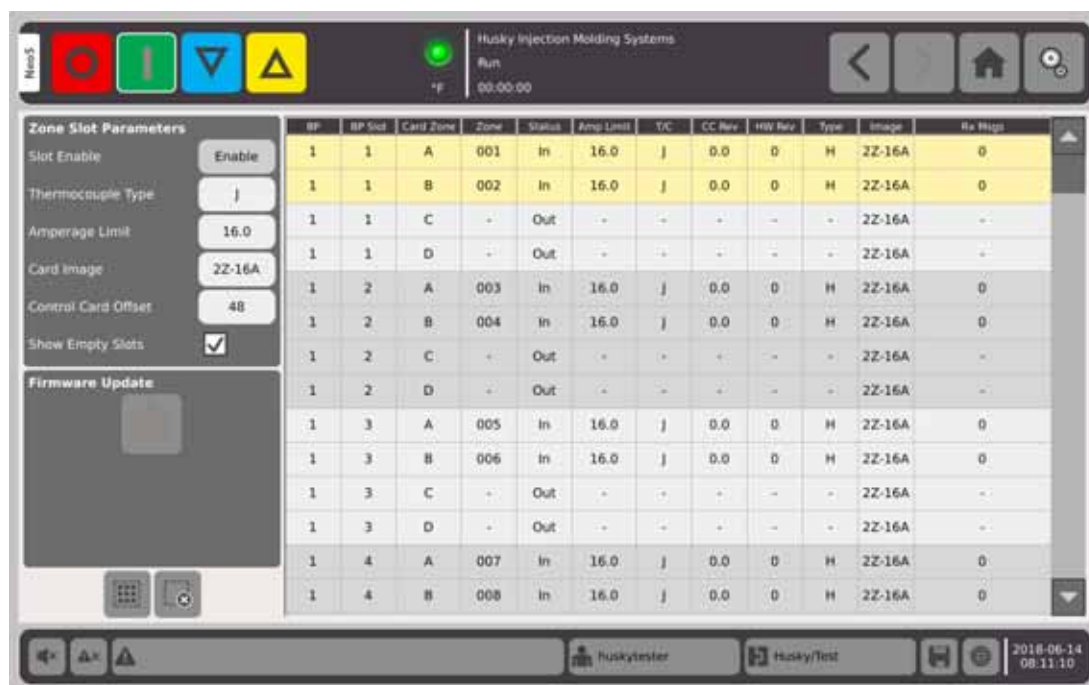 Neo5
Husky Injection Molding Systems
Run
°F
00:00:00
Zone Slot Parameters
Slot Enable Enable
Thermocouple Type J
Amperage Limit 16.0
Card Image 2Z-16A
Control Card Offset 48
Show Empty Slots
Firmware Update
BP BP Slot Card Zone Zone Status Amp Limit T/C CC Rev HW Rev Type Image Rx Msgs
1 1 A 001 In 16.0 J 0.0 0 H 2Z-16A 0
1 1 B 002 In 16.0 J 0.0 0 H 2Z-16A 0
1 1 C - Out - - - - - 2Z-16A -
1 1 D - Out - - - - - 2Z-16A -
1 2 A 003 In 16.0 J 0.0 0 H 2Z-16A 0
1 2 B 004 In 16.0 J 0.0 0 H 2Z-16A 0
1 2 C - Out - - - - - 2Z-16A -
1 2 D - Out - - - - - 2Z-16A -
1 3 A 005 In 16.0 J 0.0 0 H 2Z-16A 0
1 3 B 006 In 16.0 J 0.0 0 H 2Z-16A 0
1 3 C - Out - - - - - 2Z-16A -
1 3 D - Out - - - - - 2Z-16A -
1 4 A 007 In 16.0 J 0.0 0 H 2Z-16A 0
1 4 B 008 In 16.0 J 0.0 0 H 2Z-16A 0
huskytester
Husky/Test
2018-06-14
08:11:10